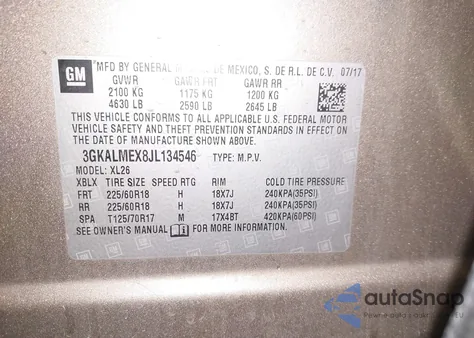 GM
MFD BY GENERAL MOTORS DE MEXICO, S. DE R.L. DE C.V. 07/17
GVWR GAWR FRT GAWR RR
2100 KG 1175 KG 1200 KG
4630 LB 2590 LB 2645 LB
THIS VEHICLE CONFORMS TO ALL APPLICABLE U.S. FEDERAL MOTOR
VEHICLE SAFETY AND THEFT PREVENTION STANDARDS IN EFFECT ON
THE DATE OF MANUFACTURE SHOWN ABOVE.
3GKALMEX8JL134546 TYPE: M.P.V.
MODEL: XL26
XBLX TIRE SIZE SPEED RTG RIM COLD TIRE PRESSURE
FRT 225/60R18 H 18X7J 240KPA(35PSI)
RR 225/60R18 H 18X7J 240KPA(35PSI)
SPA T125/70R17 M 17X4BT 420KPA(60PSI)
SEE OWNER'S MANUAL FOR MORE INFORMATION.
autoSnap